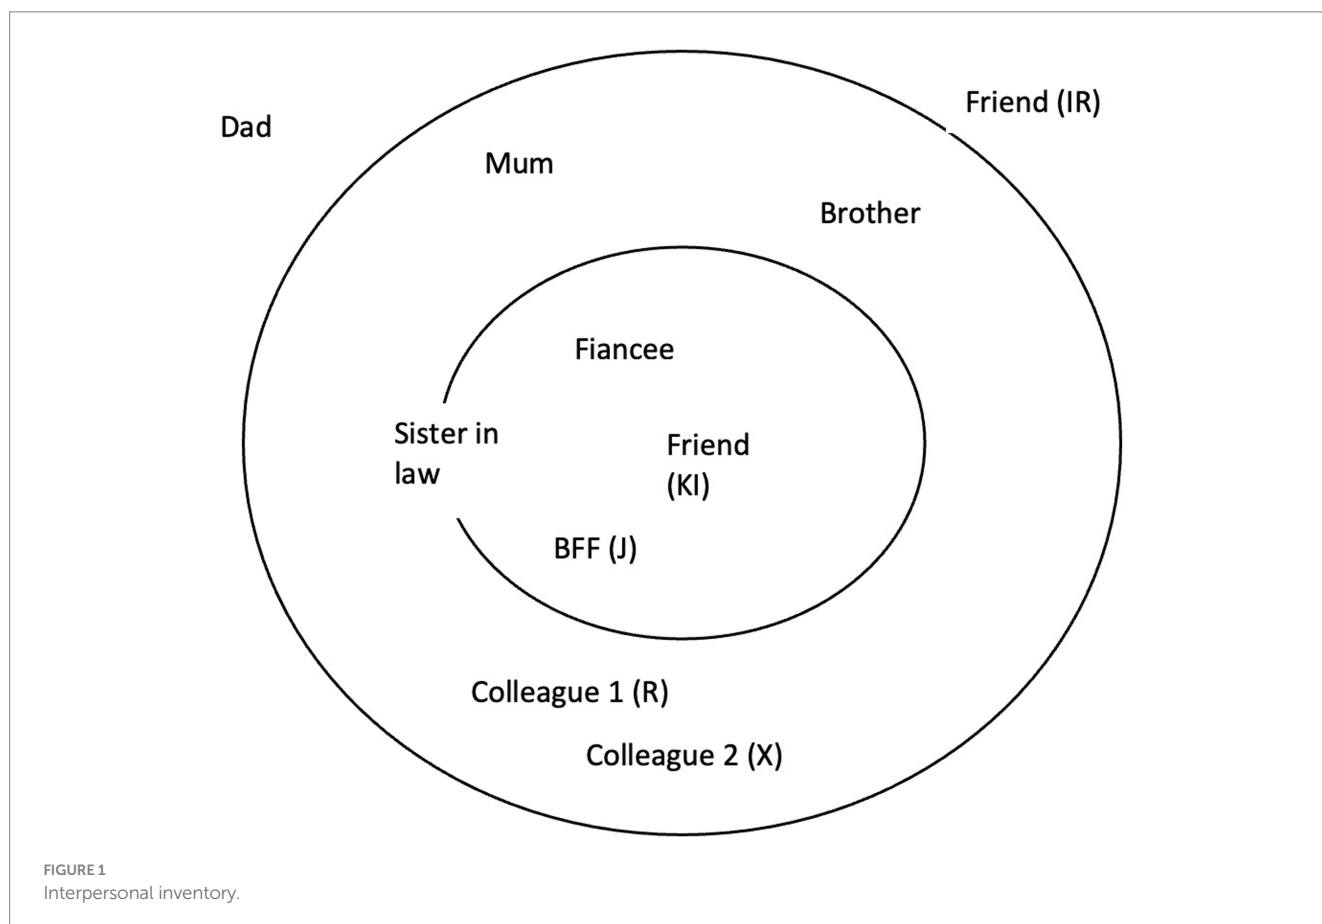 Friend (IR)
Dad
Mum
Brother
Fiancee
Sister in
law
Friend
(KI)
BFF (J)
Colleague 1 (R)
Colleague 2 (X)
FIGURE 1
Interpersonal inventory.